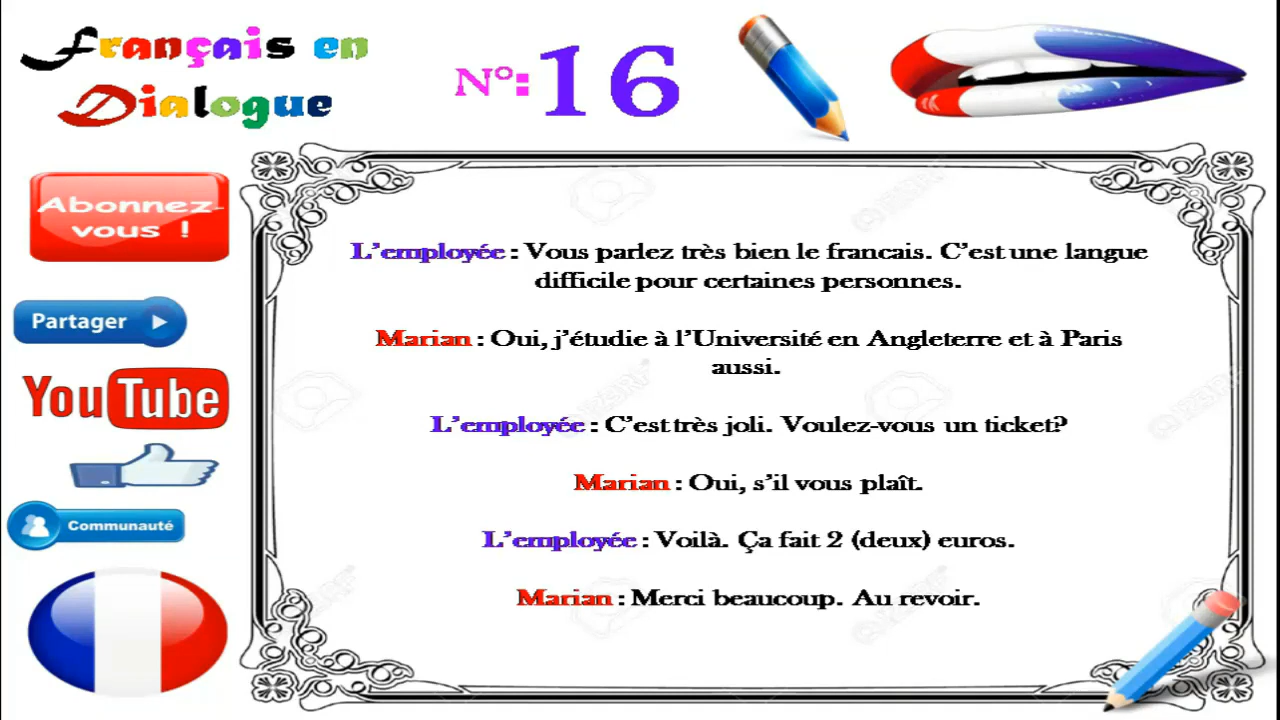 Français en
Dialogue
N°:16
Abonnez-
vous !
Partager
YouTube
Communauté
L'employée : Vous parlez très bien le francais. C'est une langue
difficile pour certaines personnes.
Marian : Oui, j'étudie à l'Université en Angleterre et à Paris
aussi.
L'employée : C'est très joli. Voulez-vous un ticket?
Marian : Oui, s'il vous plaît.
L'employée : Voilà. Ça fait 2 (deux) euros.
Marian : Merci beaucoup. Au revoir.